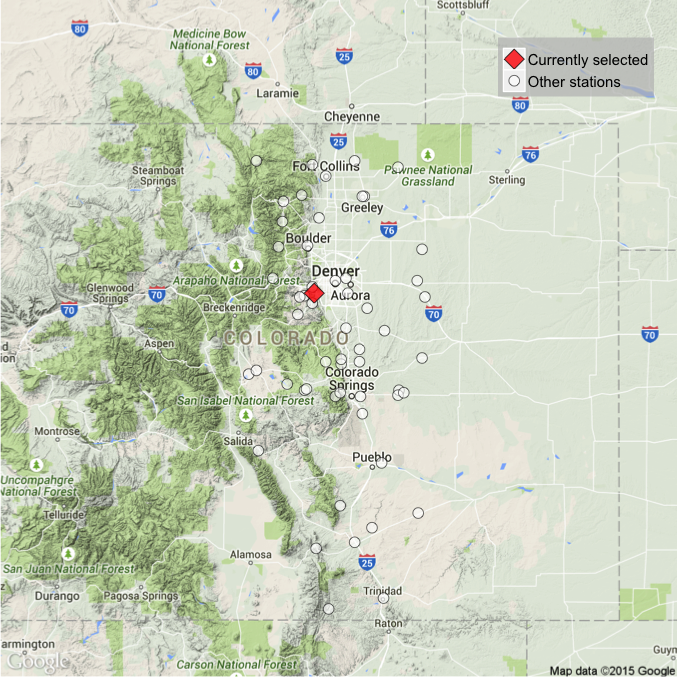 Scottsbluff
80
Medicine Bow
National Forest
25
Currently selected
Other stations
80
Laramie
80
Cheyenne
25
76
Steamboat
Springs
Fort Collins
Pawnee National
Grassland
Sterling
Greeley
76
Boulder
Denver
Arapaho National Forest
Glenwood
Springs
70
70
Aurora
Breckenridge
70
70
COLORADO
Aspen
Colorado
Springs
San Isabel National Forest
Montrose
Salida
Pueblo
Uncompahgre
National Forest
Telluride
Alamosa
25
San Juan National Forest
Durango
Pagosa Springs
Trinidad
Raton
armington
Guym
Carson National Forest
Google
Map data ©2015 Google